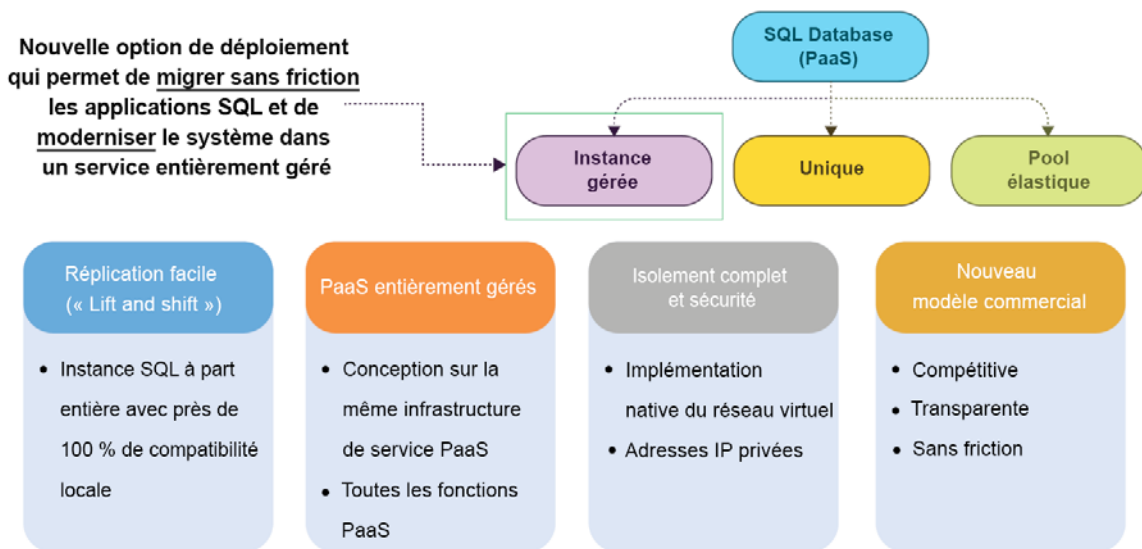 Nouvelle option de déploiement
qui permet de migrer sans friction
les applications SQL et de
moderniser le système dans
un service entièrement géré
SQL Database
(PaaS)
Instance
gérée
Unique
Pool
élastique
Réplication facile
(« Lift and shift »)
• Instance SQL à part
entière avec près de
100 % de compatibilité
locale
PaaS entièrement gérés
• Conception sur la
même infrastructure
de service PaaS
• Toutes les fonctions
PaaS
Isolement complet
et sécurité
• Implémentation
native du réseau virtuel
• Adresses IP privées
Nouveau
modèle commercial
• Compétitive
• Transparente
• Sans friction